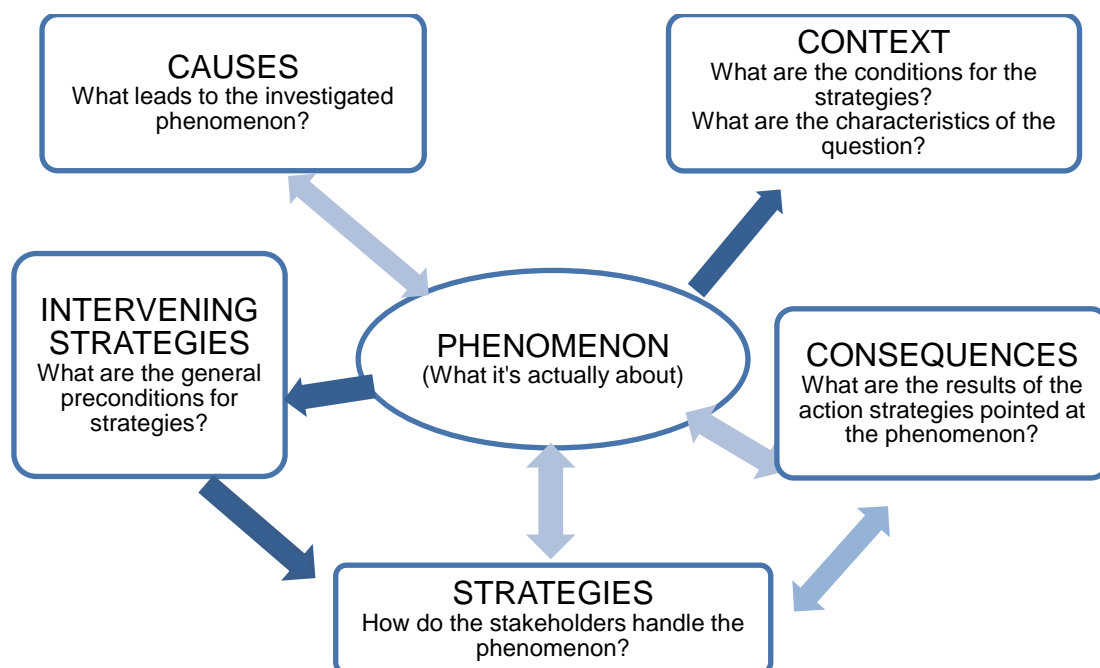 CAUSES
What leads to the investigated
phenomenon?
CONTEXT
What are the conditions for the
strategies?
What are the characteristics of the
question?
INTERVENING
STRATEGIES
What are the general
preconditions for
strategies?
PHENOMENON
(What it's actually about)
CONSEQUENCES
What are the results of the
action strategies pointed at
the phenomenon?
STRATEGIES
How do the stakeholders handle the
phenomenon?